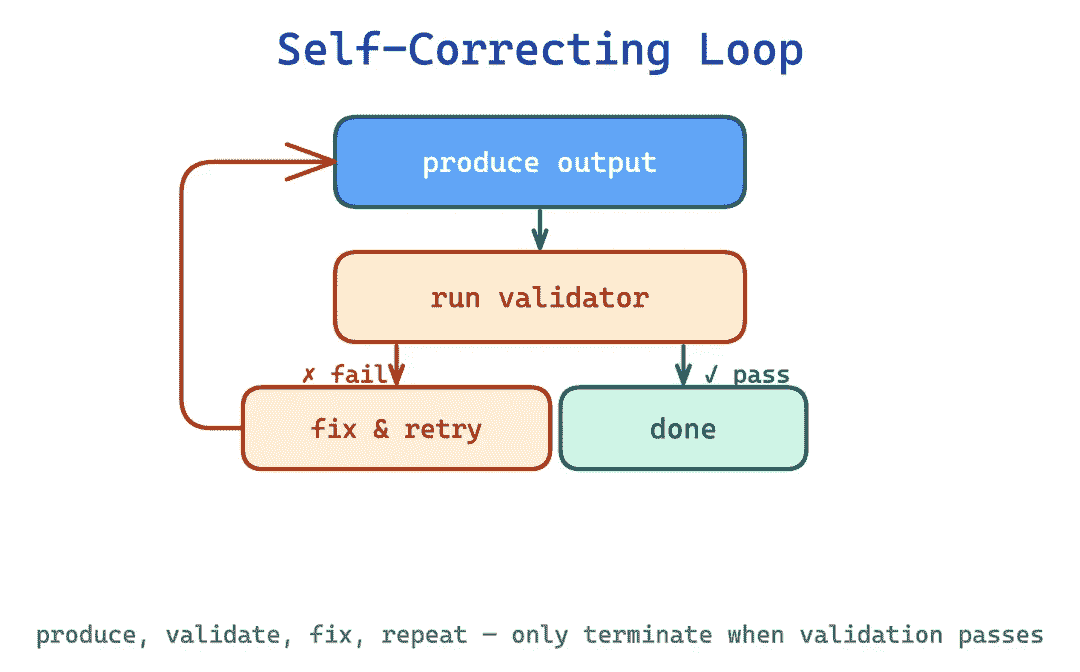 Self-Correcting Loop
produce output
run validator
✗ fail
✓ pass
fix & retry
done
produce, validate, fix, repeat — only terminate when validation passes